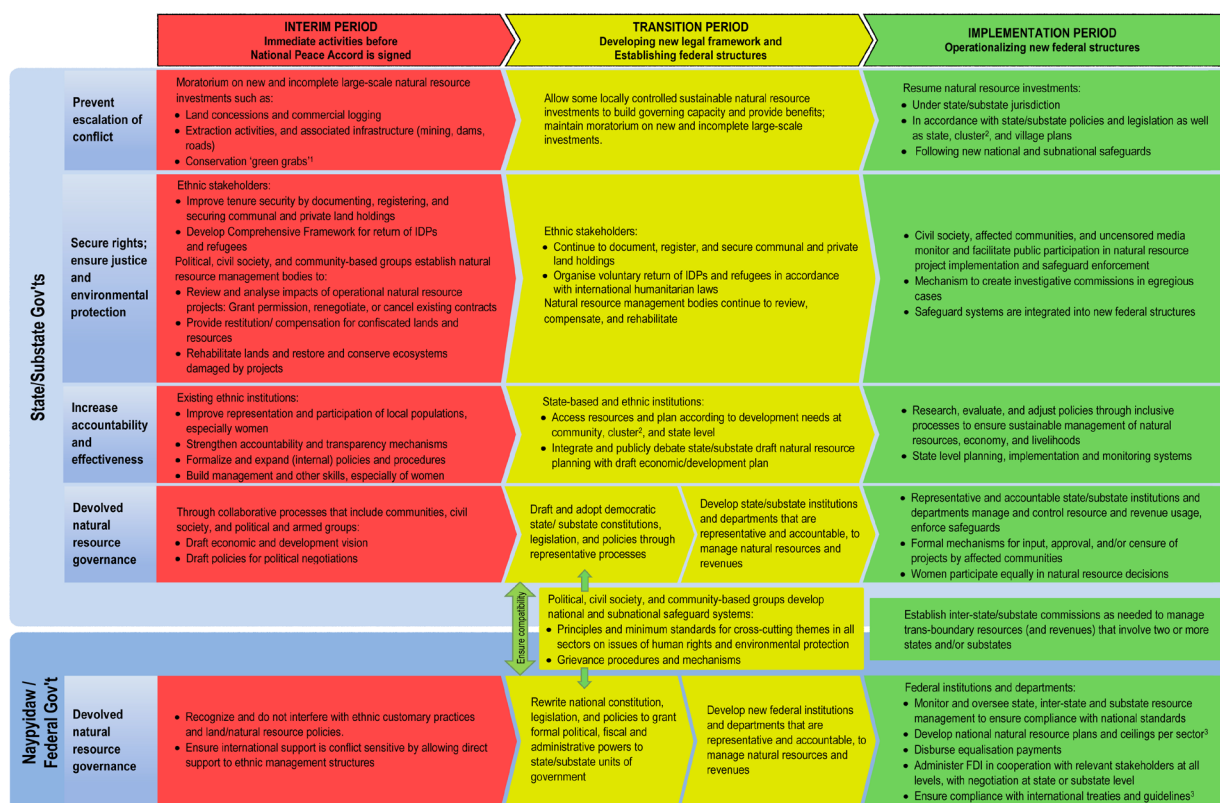 INTERIM PERIOD
Immediate activities before
National Peace Accord is signed
TRANSITION PERIOD
Developing new legal framework and
Establishing federal structures
IMPLEMENTATION PERIOD
Operationalizing new federal structures
State/Substate Gov'ts
Prevent
escalation of
conflict
Moratorium on new and incomplete large-scale natural resource
investments such as:
● Land concessions and commercial logging
● Extraction activities, and associated infrastructure (mining, dams,
roads)
● Conservation 'green grabs'¹
Allow some locally controlled sustainable natural resource
investments to build governing capacity and provide benefits;
maintain moratorium on new and incomplete large-scale
investments.
Resume natural resource investments:
● Under state/substate jurisdiction
● In accordance with state/substate policies and legislation as well
as state, cluster², and village plans
● Following new national and subnational safeguards
Secure rights;
ensure justice
and
environmental
protection
Ethnic stakeholders:
● Improve tenure security by documenting, registering, and
securing communal and private land holdings
● Develop Comprehensive Framework for return of IDPs
and refugees
Political, civil society, and community-based groups establish natural
resource management bodies to:
● Review and analyse impacts of operational natural resource
projects: Grant permission, renegotiate, or cancel existing contracts
● Provide restitution/ compensation for confiscated lands and
resources
● Rehabilitate lands and restore and conserve ecosystems
damaged by projects
Ethnic stakeholders:
● Continue to document, register, and secure communal and private
land holdings
● Organise voluntary return of IDPs and refugees in accordance
with international humanitarian laws
Natural resource management bodies continue to review,
compensate, and rehabilitate
● Civil society, affected communities, and uncensored media
monitor and facilitate public participation in natural resource
project implementation and safeguard enforcement
● Mechanism to create investigative commissions in egregious
cases
● Safeguard systems are integrated into new federal structures
Increase
accountability
and
effectiveness
Existing ethnic institutions:
● Improve representation and participation of local populations,
especially women
● Strengthen accountability and transparency mechanisms
● Formalize and expand (internal) policies and procedures
● Build management and other skills, especially of women
State-based and ethnic institutions:
● Access resources and plan according to development needs at
community, cluster², and state level
● Integrate and publicly debate state/substate draft natural resource
planning with draft economic/development plan
● Research, evaluate, and adjust policies through inclusive
processes to ensure sustainable management of natural
resources, economy, and livelihoods
● State level planning, implementation and monitoring systems
Devolved
natural
resource
governance
Through collaborative processes that include communities, civil
society, and political and armed groups:
● Draft economic and development vision
● Draft policies for political negotiations
Draft and adopt democratic
state/ substate constitutions,
legislation, and policies through
representative processes
Develop state/substate institutions
and departments that are
representative and accountable, to
manage natural resources and
revenues
● Representative and accountable state/substate institutions and
departments manage and control resource and revenue usage,
enforce safeguards
● Formal mechanisms for input, approval, and/or censure of
projects by affected communities
● Women participate equally in natural resource decisions
Ensure compatibility
Political, civil society, and community-based groups develop
national and subnational safeguard systems:
● Principles and minimum standards for cross-cutting themes in all
sectors on issues of human rights and environmental protection
● Grievance procedures and mechanisms
Establish inter-state/substate commissions as needed to manage
trans-boundary resources (and revenues) that involve two or more
states and/or substates
Naypyidaw/
Federal Gov't
Devolved
natural
resource
governance
● Recognize and do not interfere with ethnic customary practices
and land/natural resource policies.
● Ensure international support is conflict sensitive by allowing direct
support to ethnic management structures
Rewrite national constitution,
legislation, and policies to grant
formal political, fiscal and
administrative powers to
state/substate units of
government
Develop new federal institutions
and departments that are
representative and accountable, to
manage natural resources and
revenues
Federal institutions and departments:
● Monitor and oversee state, inter-state and substate resource
management to ensure compliance with national standards
● Develop national natural resource plans and ceilings per sector³
● Disburse equalisation payments
● Administer FDI in cooperation with relevant stakeholders at all
levels, with negotiation at state or substate level
● Ensure compliance with international treaties and guidelines³